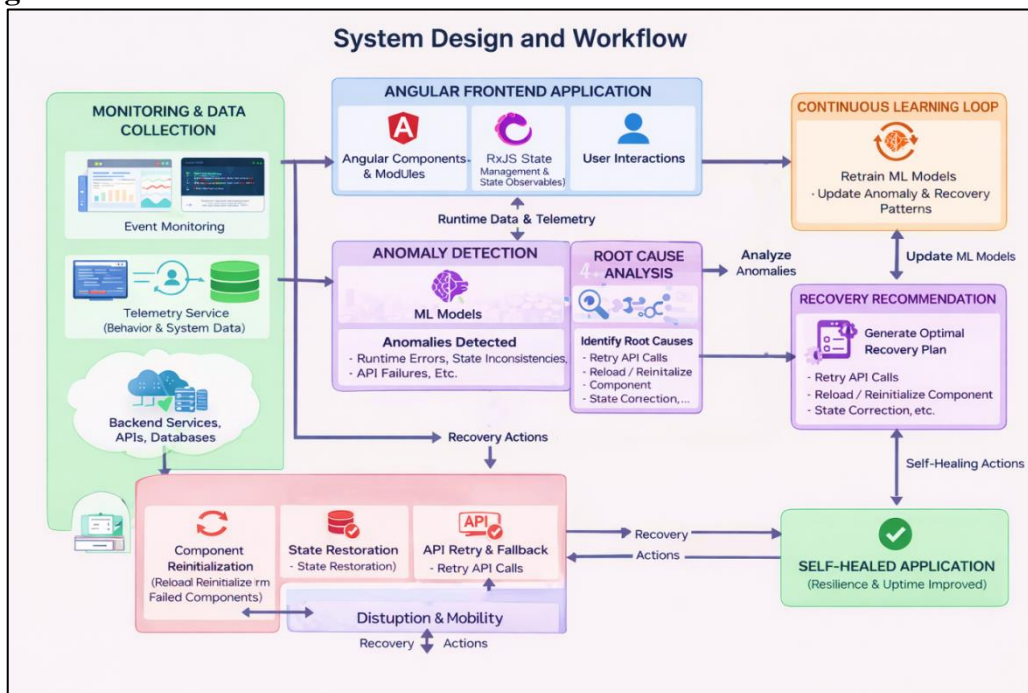 System Design and Workflow
MONITORING & DATA
COLLECTION
Event Monitoring
Telemetry Service
(Behavior & System Data)
Backend Services,
APIs, Databases
ANGULAR FRONTEND APPLICATION
A
Angular Components
& ModUles
RxJS State
Management &
State Observables)
User Interactions
Runtime Data & Telemetry
CONTINUOUS LEARNING LOOP
Retrain ML Models
- Update Anomaly & Recovery
Patterns
Update ML Models
ANOMALY DETECTION
ML Models
Anomalies Detected
- Runtime Errors, State Inconsistencies,
- API Failures, Etc.
ROOT CAUSE
ANALYSIS
Identify Root Causes
- Retry API Calls
- Reload / Reinitalize
- Component
- State Correction,...
Analyze
Anomalies
RECOVERY RECOMMENDATION
Generate Optimal
Recovery Plan
- Retry API Calls
- Reload / Reinitialize Component
- State Correction, etc.
Recovery Actions
Self-Healing Actions
Component
Reinitialization
(Reload Reinitialize rm
Failed Components)
State Restoration
- State Restoration)
API
API Retry & Fallback
- Retry API Calls
Distuption & Mobility
Recovery Actions
Recovery
Actions
SELF-HEALED APPLICATION
(Resilience & Uptime Improved)